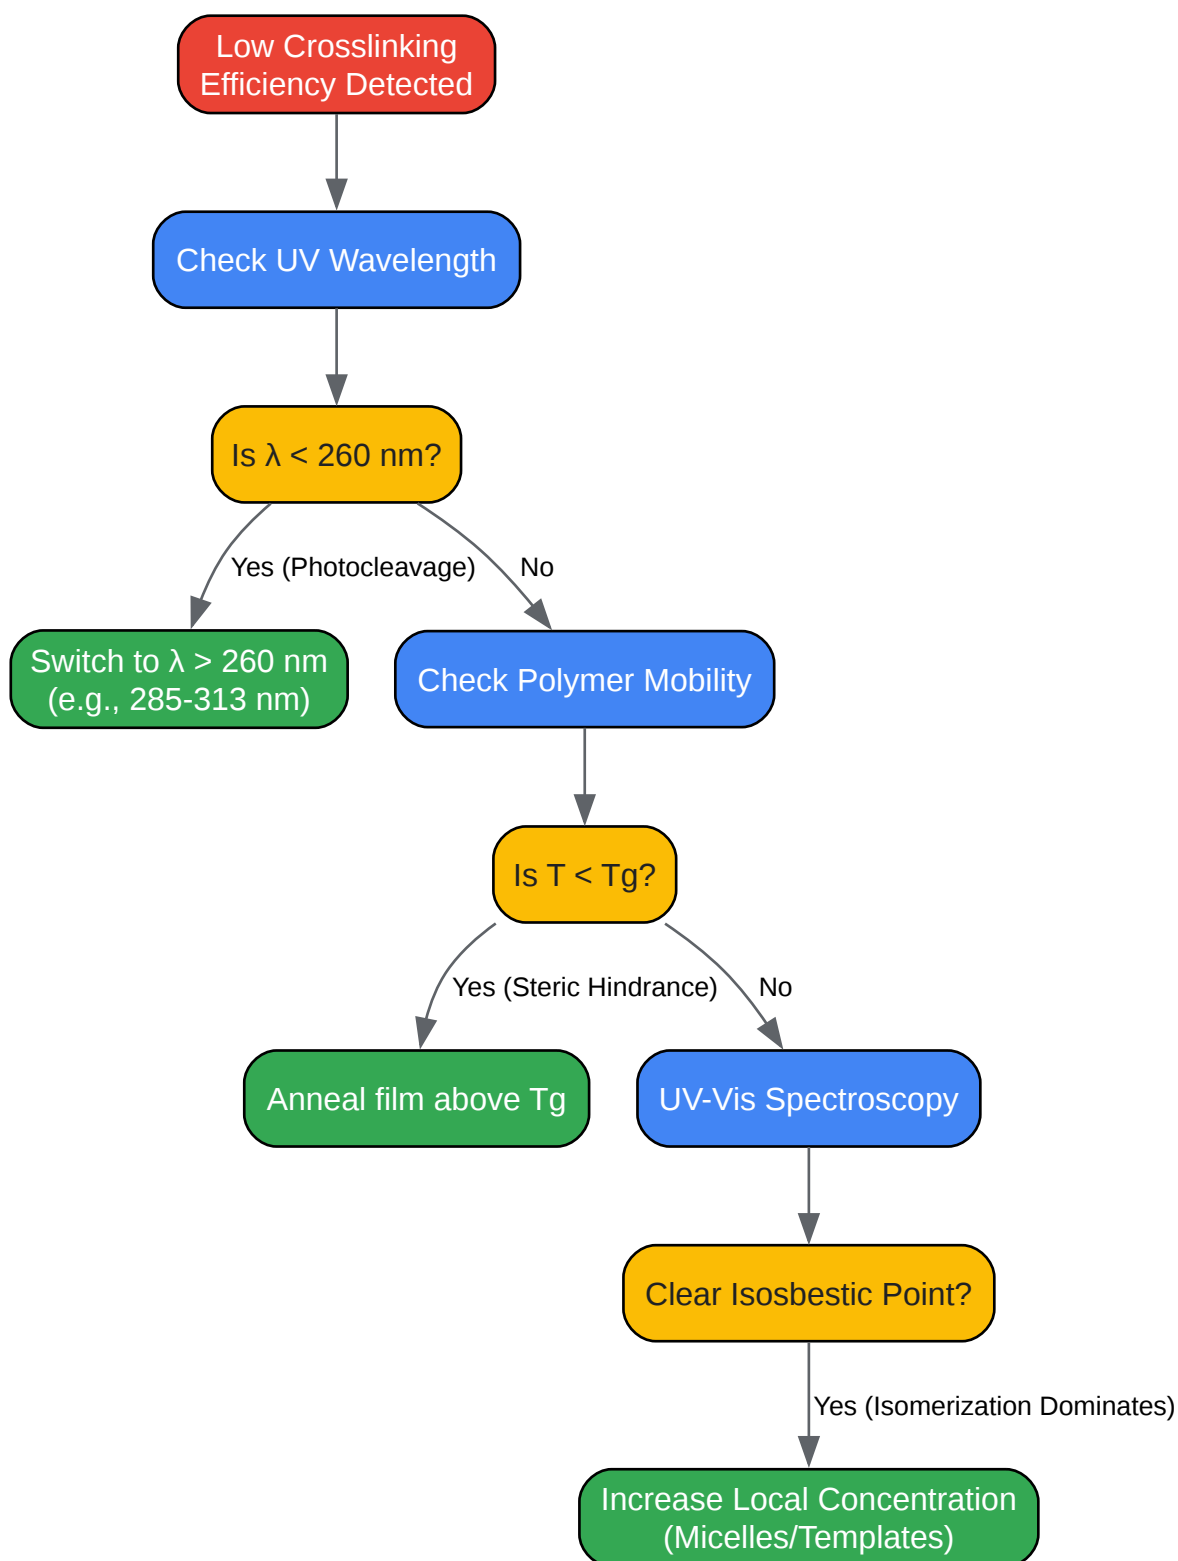 Low Crosslinking
Efficiency Detected
Check UV Wavelength
Is λ < 260 nm?
Yes (Photocleavage)
No
Switch to λ > 260 nm
(e.g., 285-313 nm)
Check Polymer Mobility
Is T < Tg?
Yes (Steric Hindrance)
No
Anneal film above Tg
UV-Vis Spectroscopy
Clear Isosbestic Point?
Yes (Isomerization Dominates)
Increase Local Concentration
(Micelles/Templates)